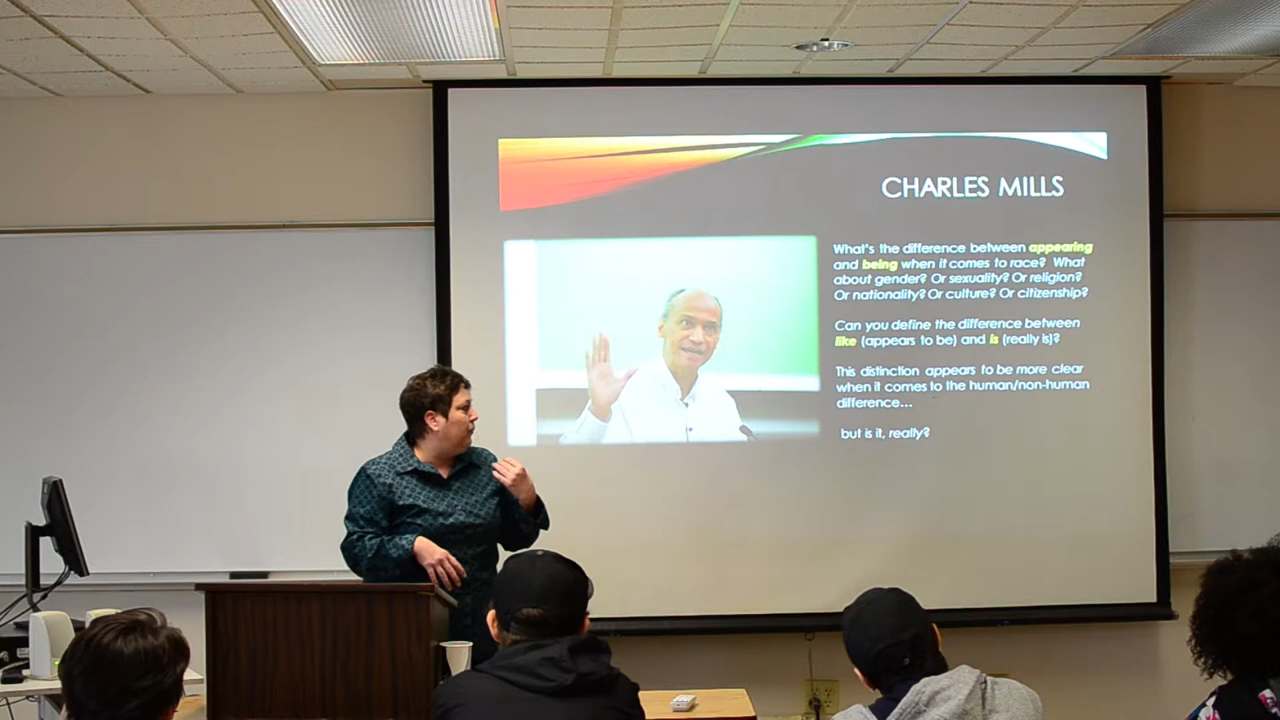 CHARLES MILLS
What's the difference between appearing
and being when it comes to race? What
about gender? Or sexuality? Or religion?
Or nationality? Or culture? Or citizenship?
Can you define the difference between
like (appears to be) and is (really is)?
This distinction appears to be more clear
when it comes to the human/non-human
difference...
but is it, really?